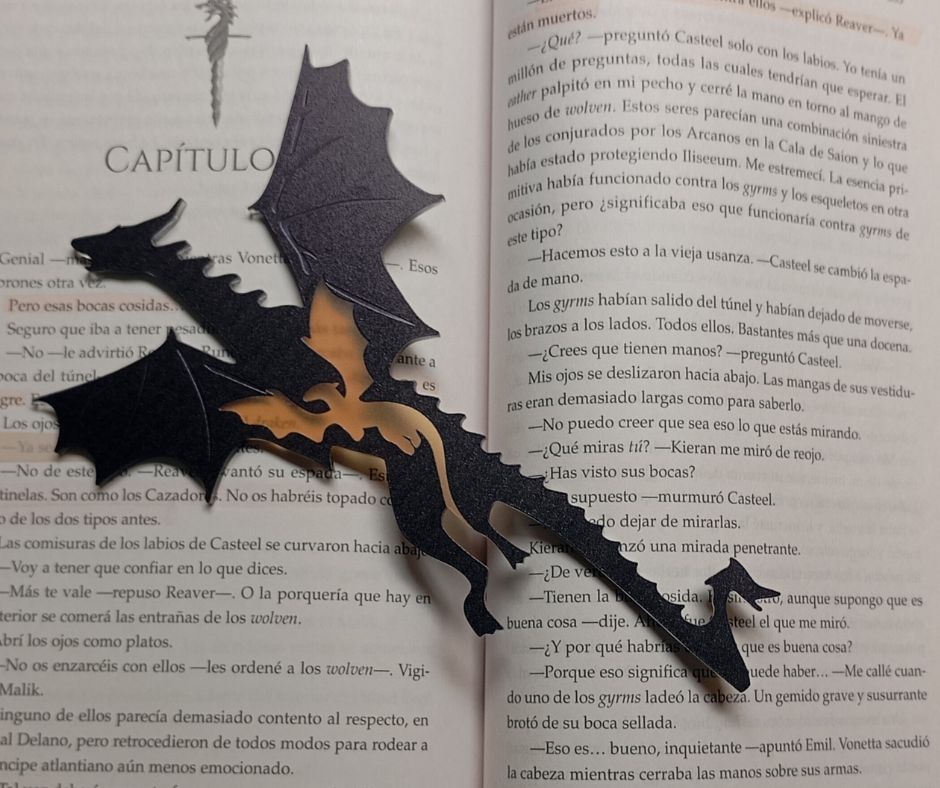 CAPÍTULO
Genial —                Vonett    —. Esos
orones otra vez.
Pero esas bocas cosidas...
Seguro que iba a tener pesad
—No —le advirtió R           ante a
boca del túnel            es
gre.
Los ojos
—Ya se
—No de este      . —Reaver levantó su espada—. Es
tinelas. Son como los Cazadores. No os habréis topado co
o de los dos tipos antes.
Las comisuras de los labios de Casteel se curvaron hacia abajo
—Voy a tener que confiar en lo que dices.
—Más te vale —repuso Reaver—. O la porquería que hay en
terior se comerá las entrañas de los wolven.
Abrí los ojos como platos.
—No os enzarcéis con ellos —les ordené a los wolven—. Vigi-
Malik.
inguno de ellos parecía demasiado contento al respecto, en
al Delano, pero retrocedieron de todos modos para rodear a
ncipe atlantiano aún menos emocionado.
ellos —explicó Reaver—. Ya
están muertos.
—¿Qué? —preguntó Casteel solo con los labios. Yo tenía un
millón de preguntas, todas las cuales tendrían que esperar. El
eather palpitó en mi pecho y cerré la mano en torno al mango de
hueso de wolven. Estos seres parecían una combinación siniestra
de los conjurados por los Arcanos en la Cala de Saion y lo que
había estado protegiendo Iliseeum. Me estremecí. La esencia pri-
mitiva había funcionado contra los gyrms y los esqueletos en otra
ocasión, pero ¿significaba eso que funcionaría contra gyrms de
este tipo?
—Hacemos esto a la vieja usanza. —Casteel se cambió la espa-
da de mano.
Los gyrms habían salido del túnel y habían dejado de moverse,
los brazos a los lados. Todos ellos. Bastantes más que una docena.
—¿Crees que tienen manos? —preguntó Casteel.
Mis ojos se deslizaron hacia abajo. Las mangas de sus vestidu-
ras eran demasiado largas como para saberlo.
—No puedo creer que sea eso lo que estás mirando.
—¿Qué miras tú? —Kieran me miró de reojo.
—¿Has visto sus bocas?
supuesto —murmuró Casteel.
do dejar de mirarlas.
Kieran   nzó una mirada penetrante.
—¿De ve
—Tienen la b   osida.         , aunque supongo que es
buena cosa —dije. A   fue   steel el que me miró.
—¿Y por qué habría   que es buena cosa?
—Porque eso significa que   puede haber... —Me callé cuan-
do uno de los gyrms ladeó la cabeza. Un gemido grave y susurrante
brotó de su boca sellada.
—Eso es... bueno, inquietante —apuntó Emil. Vonetta sacudió
la cabeza mientras cerraba las manos sobre sus armas.